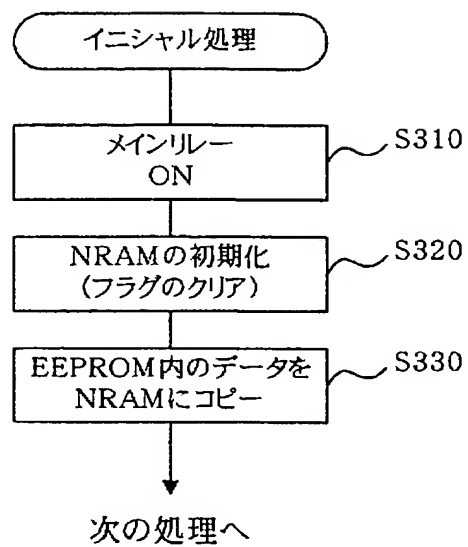 イニシャル処理
メインリレー
ON
S310
NRAMの初期化
(フラグのクリア)
S320
EEPROM内のデータを
NRAMにコピー
S330
次の処理へ